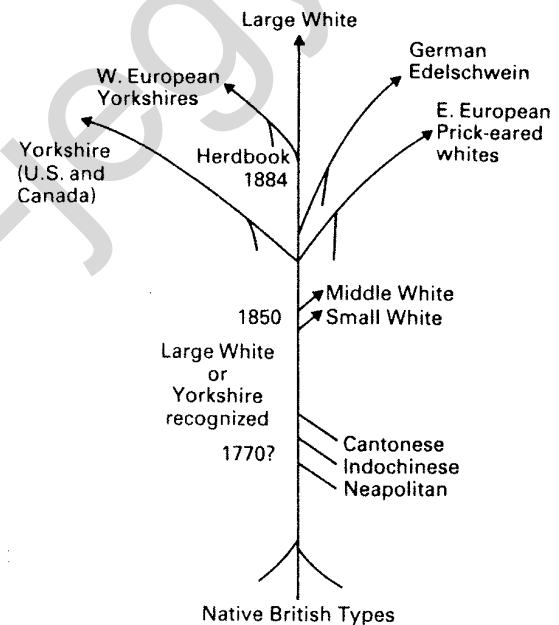 Large White
German
Edelschwein
W. European
Yorkshires
E. European
Prick-eared
whites
Yorkshire
(U.S. and
Canada)
Herdbook
1884
Middle White
1850
Small White
Large White
or
Yorkshire
recognized
Cantonese
1770?
Indochinese
Neapolitan
Native British Types